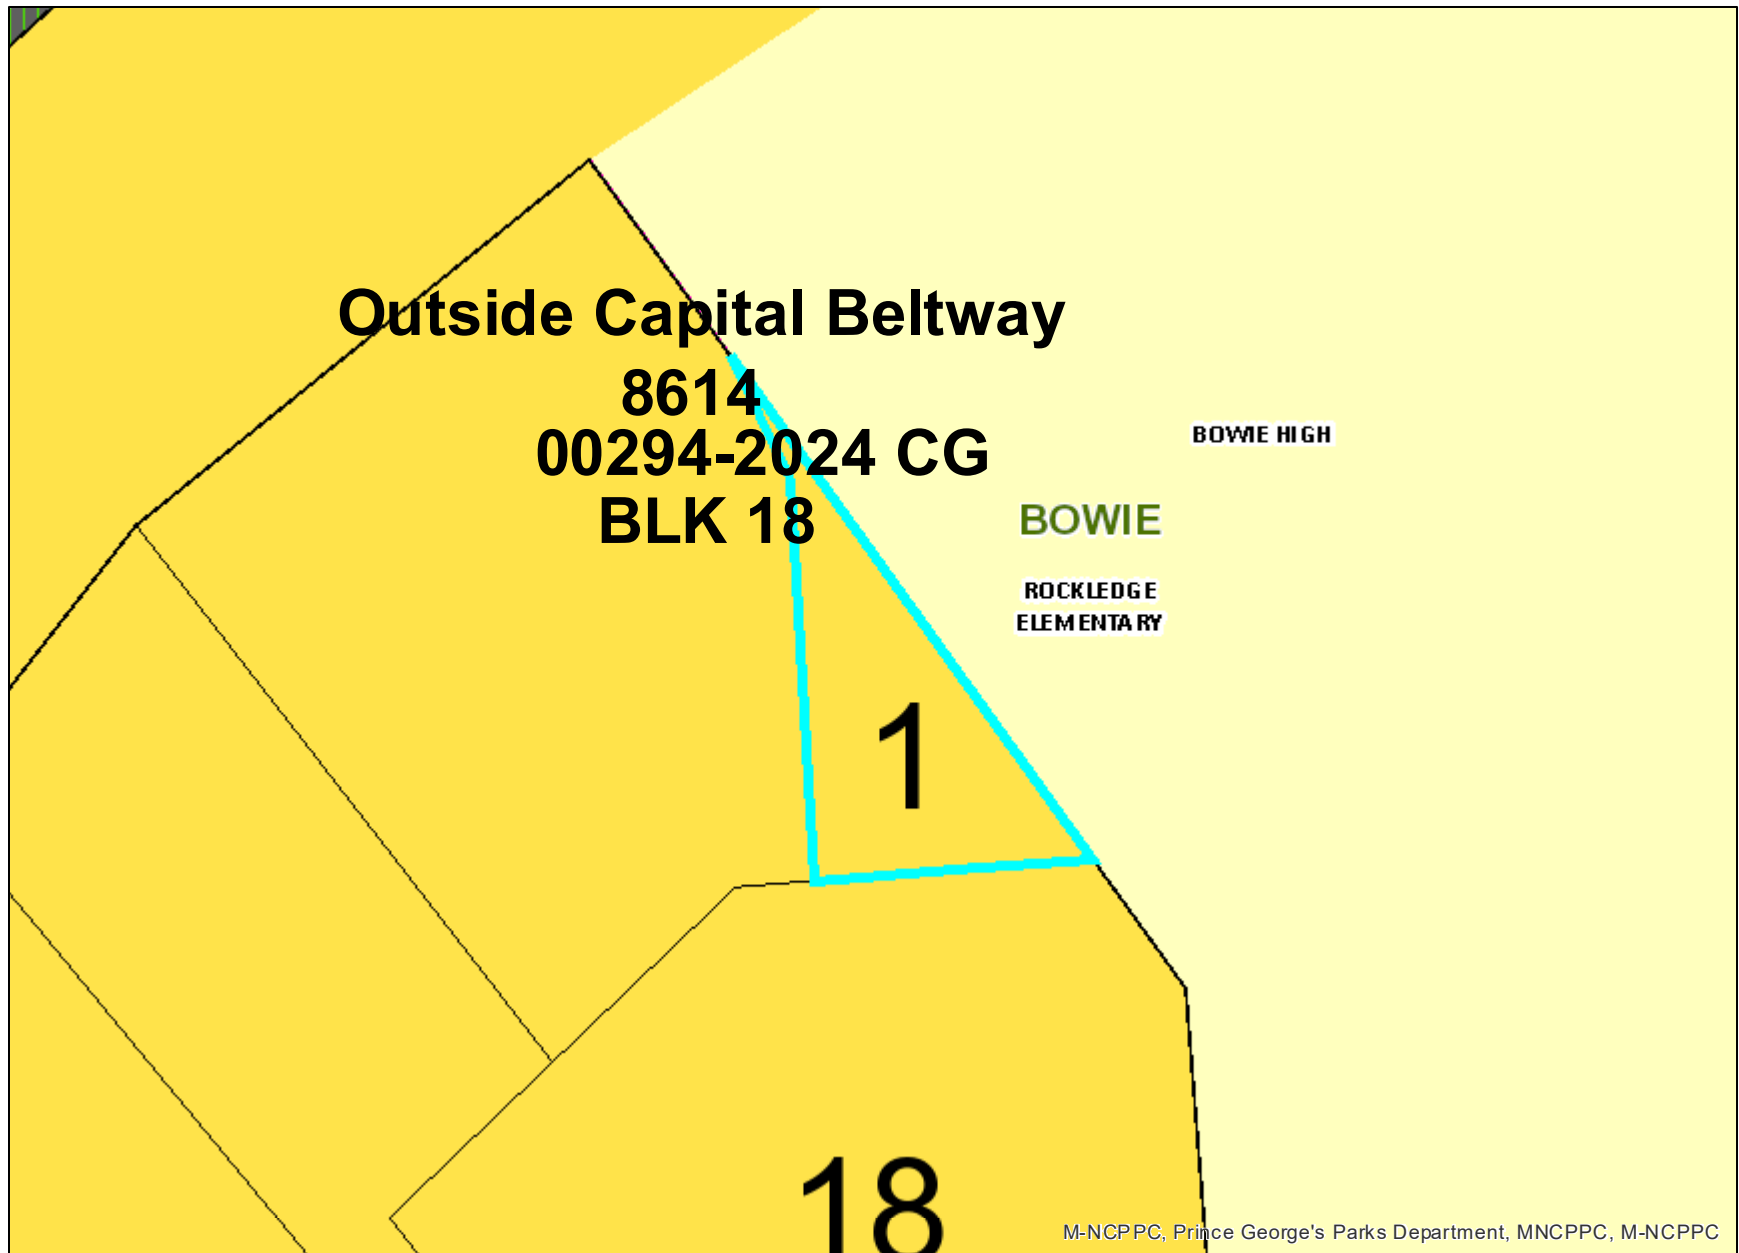 Outside Capital Beltway
8614
00294-2024 CG
BLK 18
BOWIE HIGH
BOWIE
ROCKLEDGE
ELEMENTARY
1
18
M-NCPPC, Prince George's Parks Department, MNCPPC, M-NCPPC